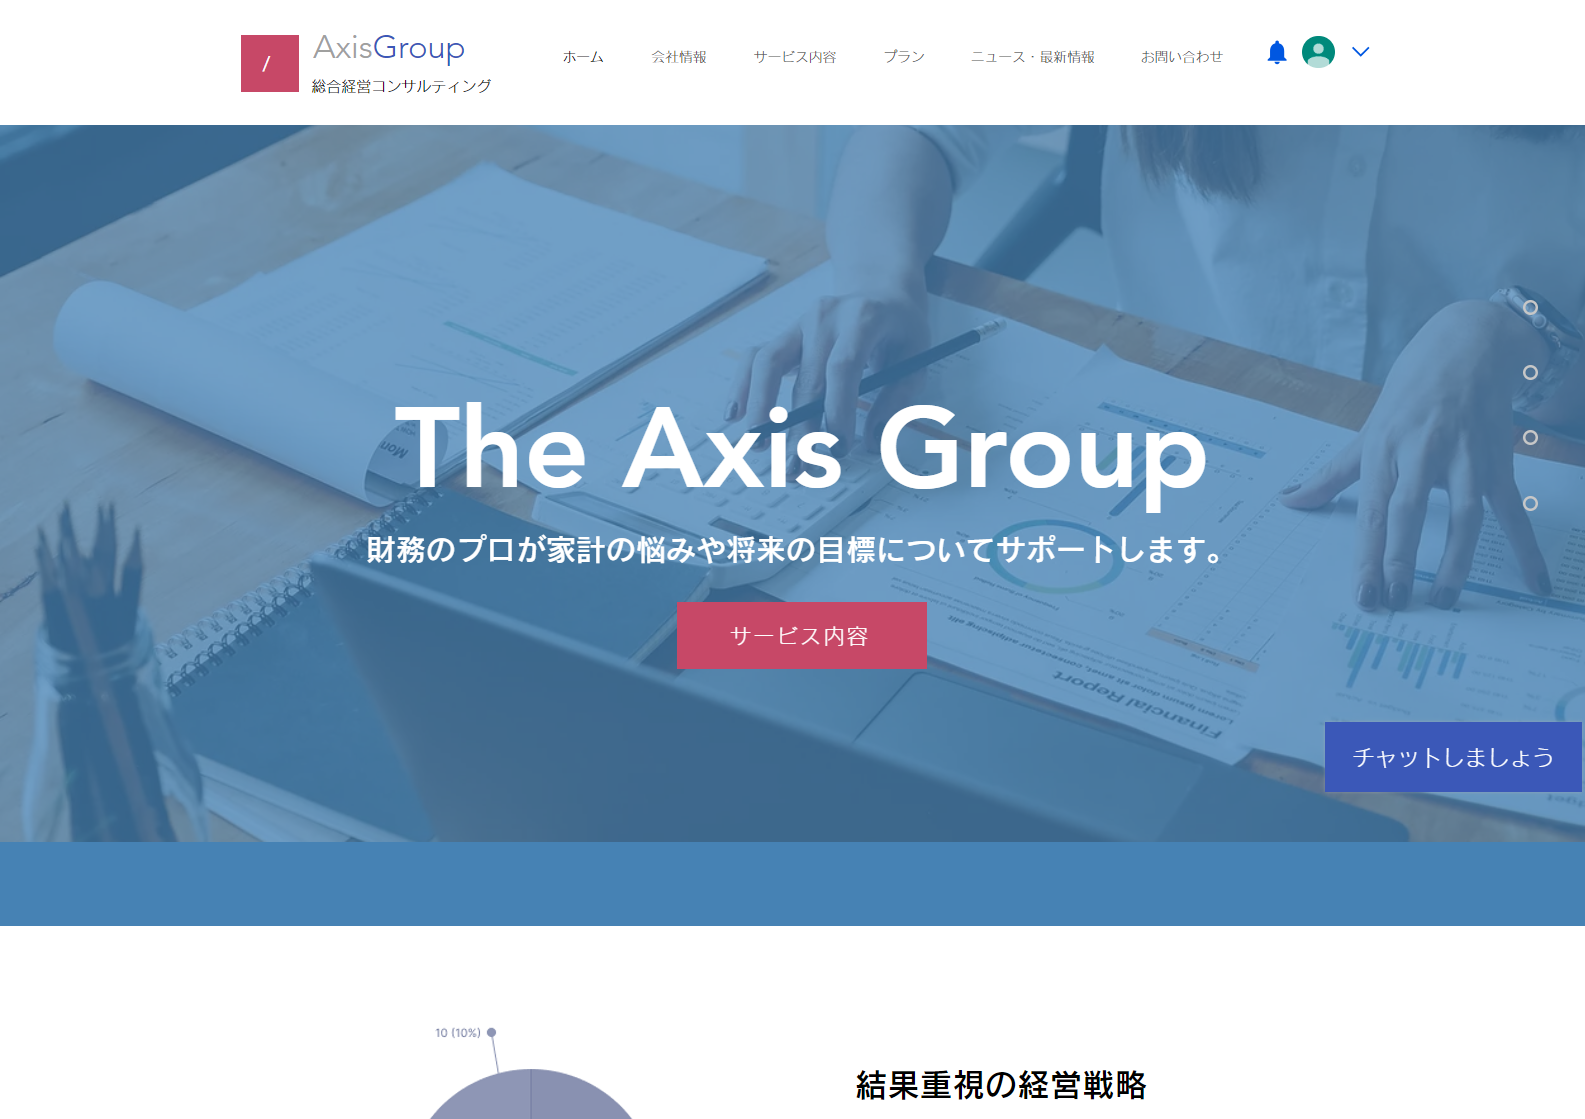 /
AxisGroup
総合経営コンサルティング
ホーム 会社情報 サービス内容 プラン ニュース・最新情報 お問い合わせ
The Axis Group
財務のプロが家計の悩みや将来の目標についてサポートします。
サービス内容
Financial Report
チャットしましょう
10 (10%)
結果重視の経営戦略